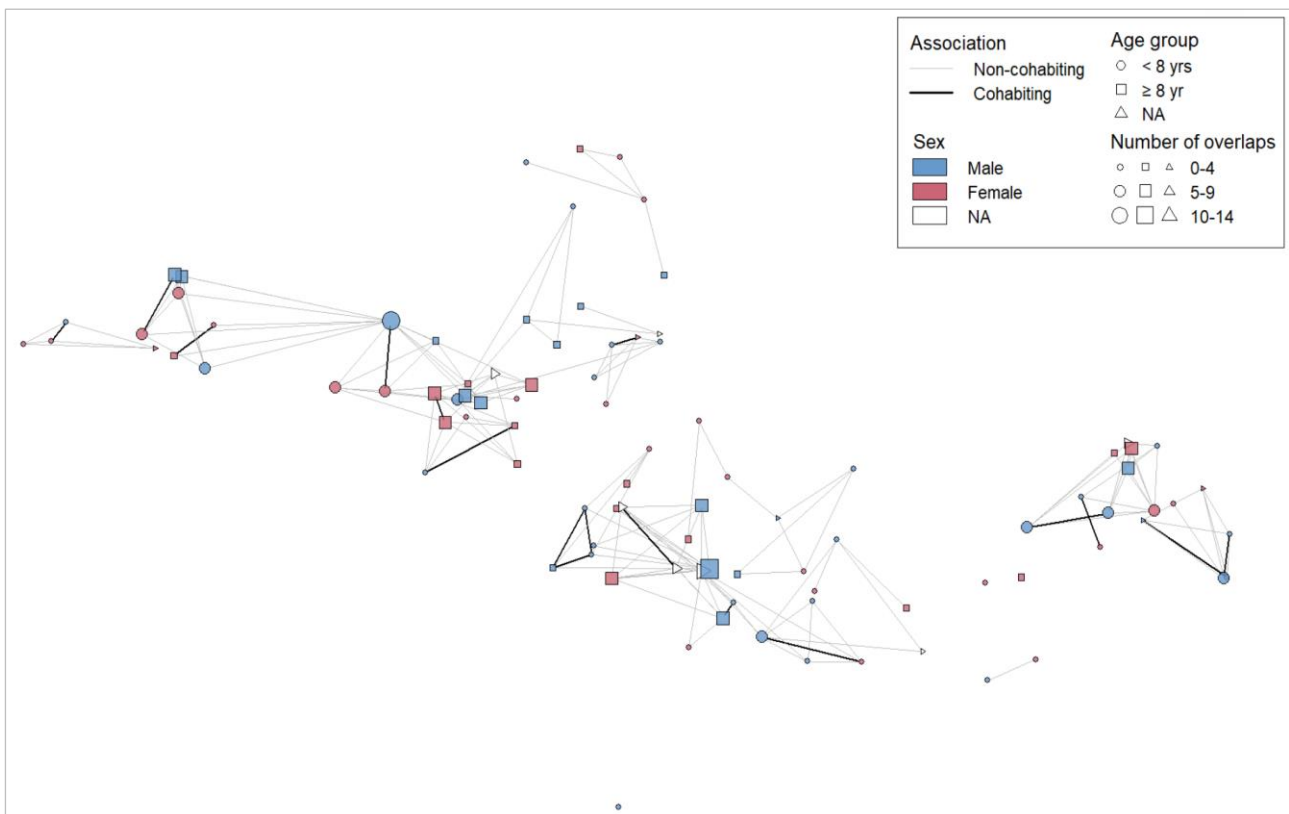 Association
Non-cohabiting
Cohabiting
Sex
Male
Female
NA
Age group
< 8 yrs
≥ 8 yr
NA
Number of overlaps
0-4
5-9
10-14